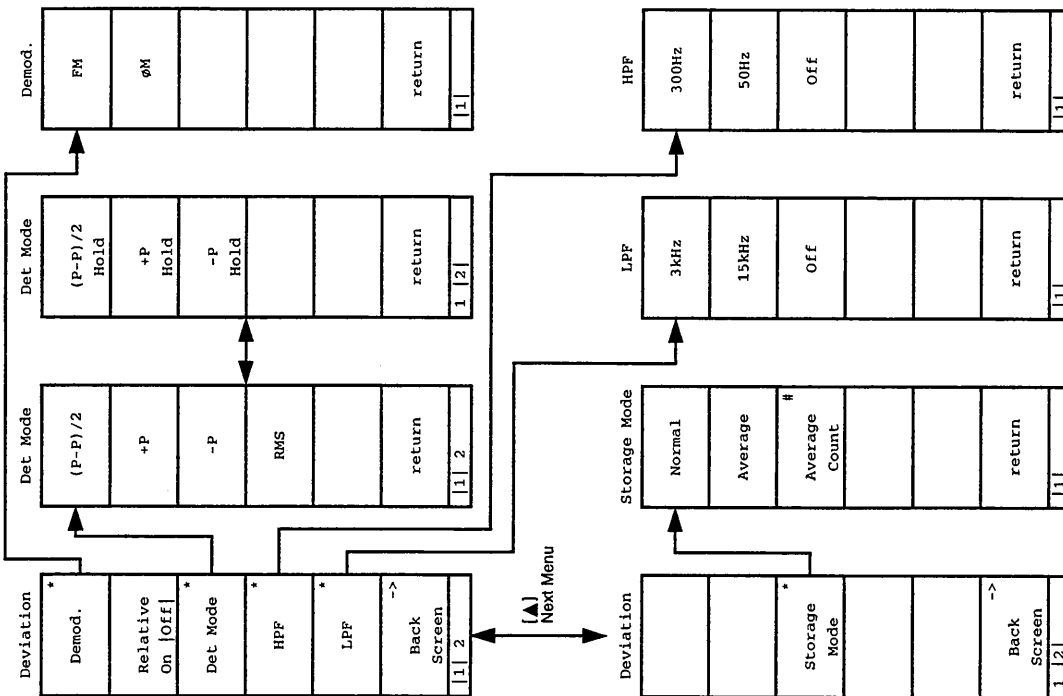 Deviation
*
Demod.
Relative
On |Off|
*
Det Mode
*
HPF
*
LPF
->
Back
Screen
|1| 2
Det Mode
(P-P)/2
+P
-P
RMS
return
|1| 2
Det Mode
(P-P)/2
Hold
+P
Hold
-P
Hold
return
1 |2|
Demod.
FM
øM
return
|1|
[▲]
Next Menu
Deviation
*
Storage
Mode
->
Back
Screen
1 |2|
Storage Mode
Normal
Average
#
Average
Count
return
|1|
LPF
3kHz
15kHz
Off
return
|1|
HPF
300Hz
50Hz
Off
return
|1|